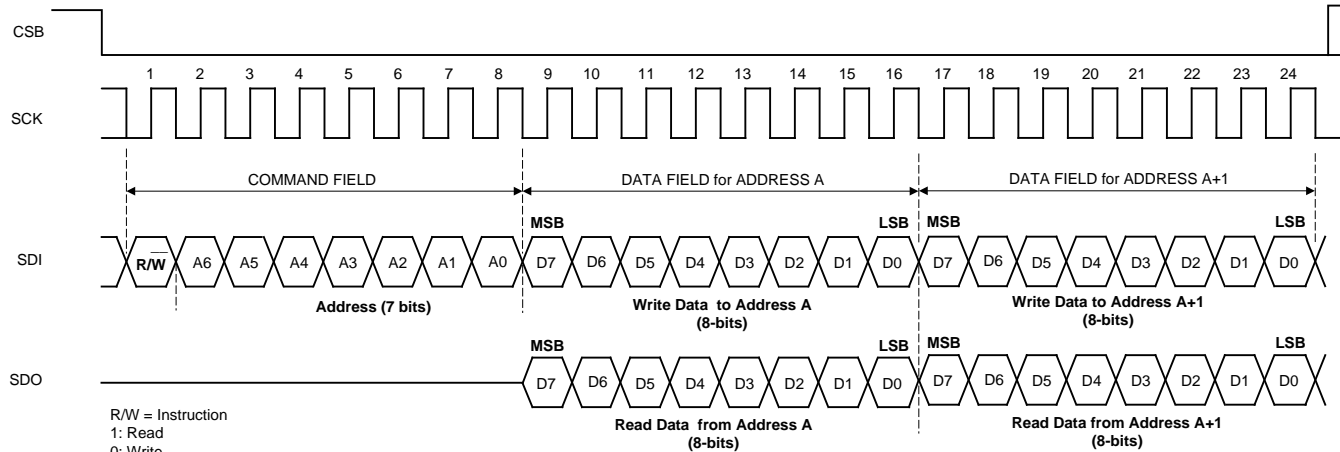 CSB
1 2 3 4 5 6 7 8 9 10 11 12 13 14 15 16 17 18 19 20 21 22 23 24
SCK
COMMAND FIELD DATA FIELD for ADDRESS A DATA FIELD for ADDRESS A+1
MSB LSB MSB LSB
SDI R/W̅ A6 A5 A4 A3 A2 A1 A0 D7 D6 D5 D4 D3 D2 D1 D0 D7 D6 D5 D4 D3 D2 D1 D0
Address (7 bits) Write Data to Address A Write Data to Address A+1
(8-bits) (8-bits)
MSB LSB MSB LSB
SDO D7 D6 D5 D4 D3 D2 D1 D0 D7 D6 D5 D4 D3 D2 D1 D0
R/W = Instruction
Read Data from Address A Read Data from Address A+1
1: Read
(8-bits) (8-bits)
0: Write